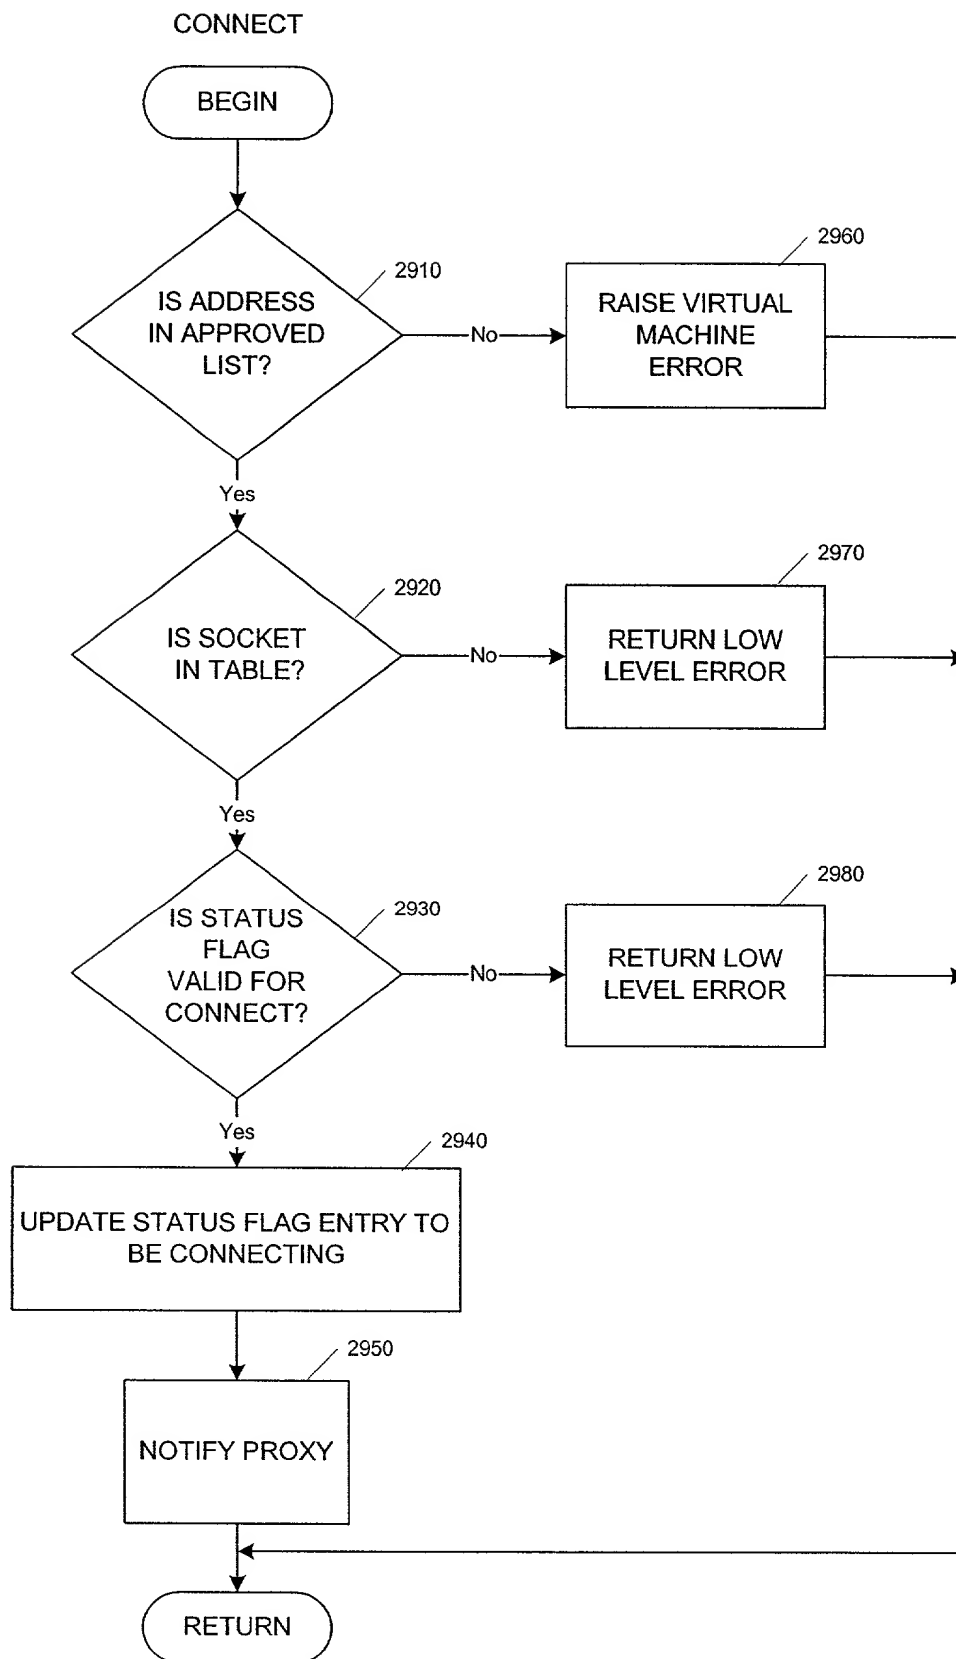 CONNECT
BEGIN
2910
IS ADDRESS
IN APPROVED
LIST?
No
2960
RAISE VIRTUAL
MACHINE
ERROR
Yes
2920
IS SOCKET
IN TABLE?
No
2970
RETURN LOW
LEVEL ERROR
Yes
2930
IS STATUS
FLAG
VALID FOR
CONNECT?
No
2980
RETURN LOW
LEVEL ERROR
Yes
2940
UPDATE STATUS FLAG ENTRY TO
BE CONNECTING
2950
NOTIFY PROXY
RETURN